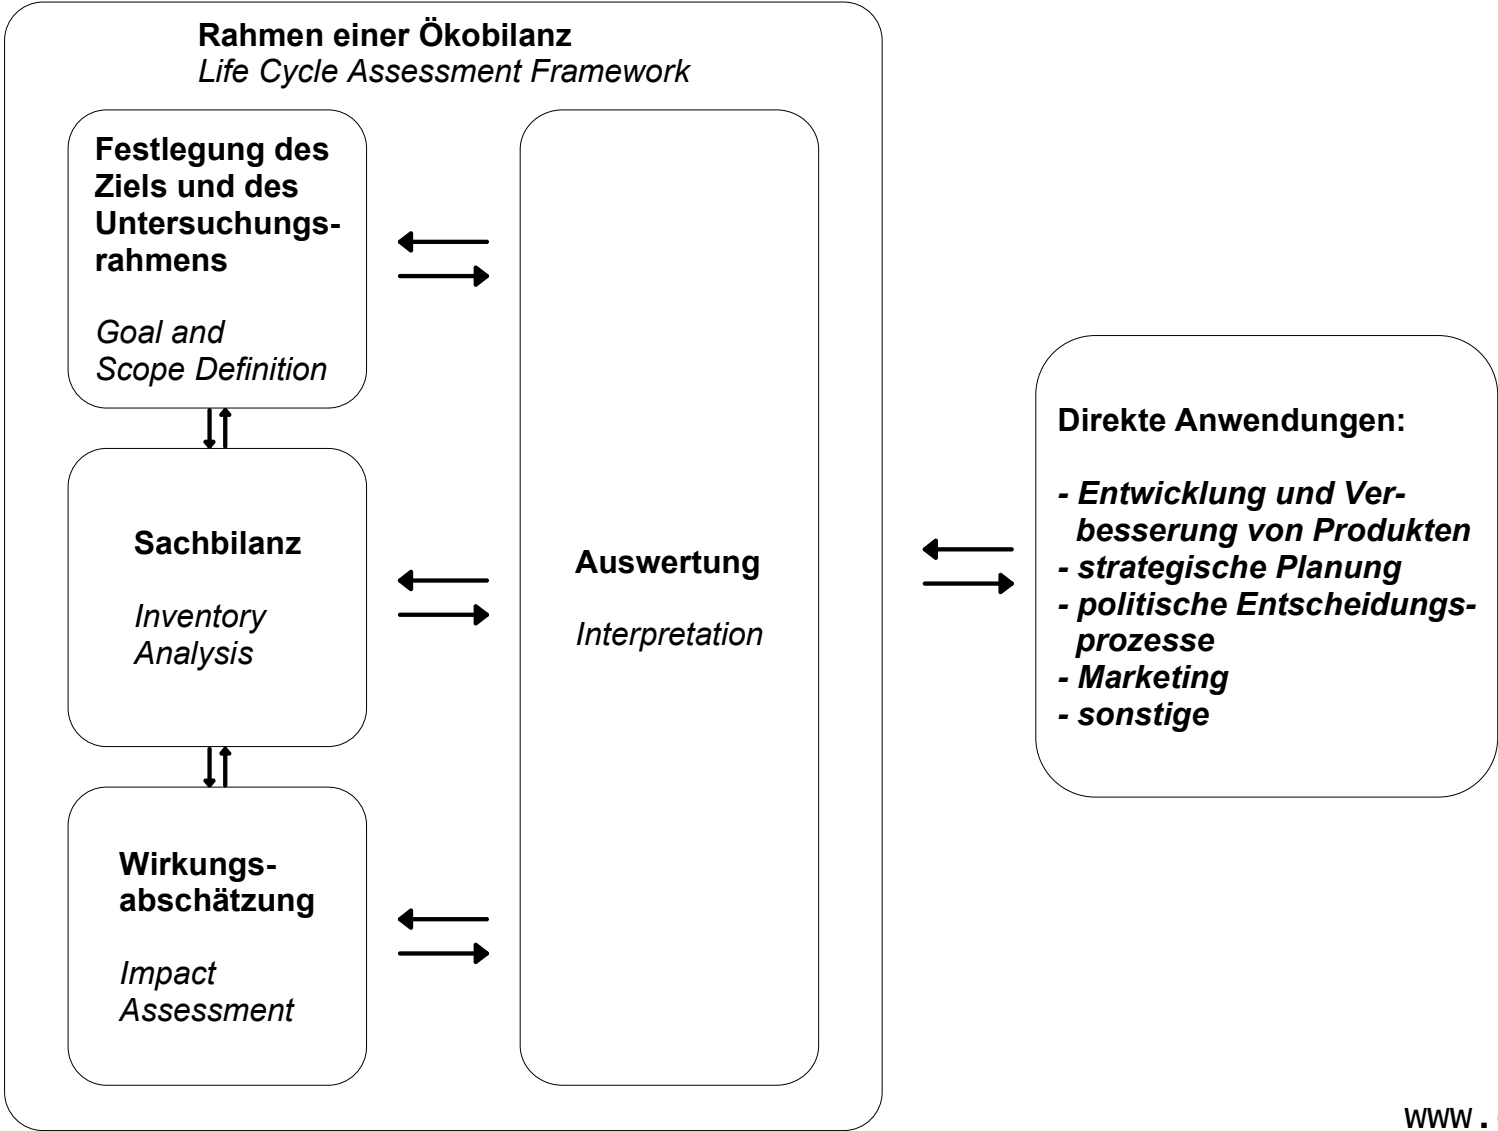 Rahmen einer Ökobilanz
Life Cycle Assessment Framework
Festlegung des
Ziels und des
Untersuchungs-
rahmens
Goal and
Scope Definition
Sachbilanz
Inventory
Analysis
Wirkungs-
abschätzung
Impact
Assessment
Auswertung
Interpretation
Direkte Anwendungen:
- Entwicklung und Ver-
besserung von Produkten
- strategische Planung
- politische Entscheidungs-
prozesse
- Marketing
- sonstige
www.